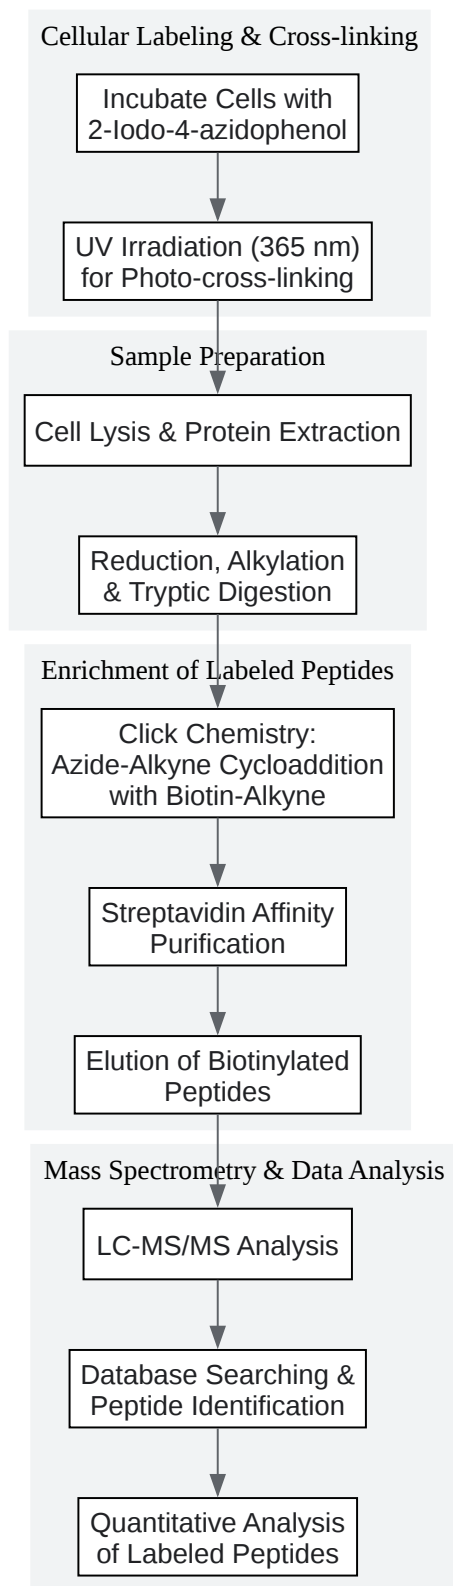 Cellular Labeling & Cross-linking
Incubate Cells with
2-Iodo-4-azidophenol
UV Irradiation (365 nm)
for Photo-cross-linking
Sample Preparation
Cell Lysis & Protein Extraction
Reduction, Alkylation
& Tryptic Digestion
Enrichment of Labeled Peptides
Click Chemistry:
Azide-Alkyne Cycloaddition
with Biotin-Alkyne
Streptavidin Affinity
Purification
Elution of Biotinylated
Peptides
Mass Spectrometry & Data Analysis
LC-MS/MS Analysis
Database Searching &
Peptide Identification
Quantitative Analysis
of Labeled Peptides